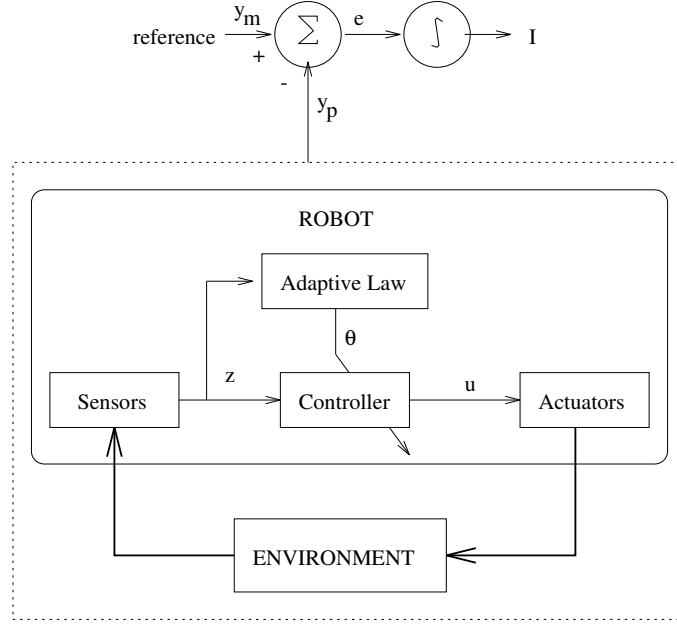 y_m
e
reference
+
Σ
∫
I
-
y_p
ROBOT
Adaptive Law
θ
z
u
Sensors
Controller
Actuators
ENVIRONMENT